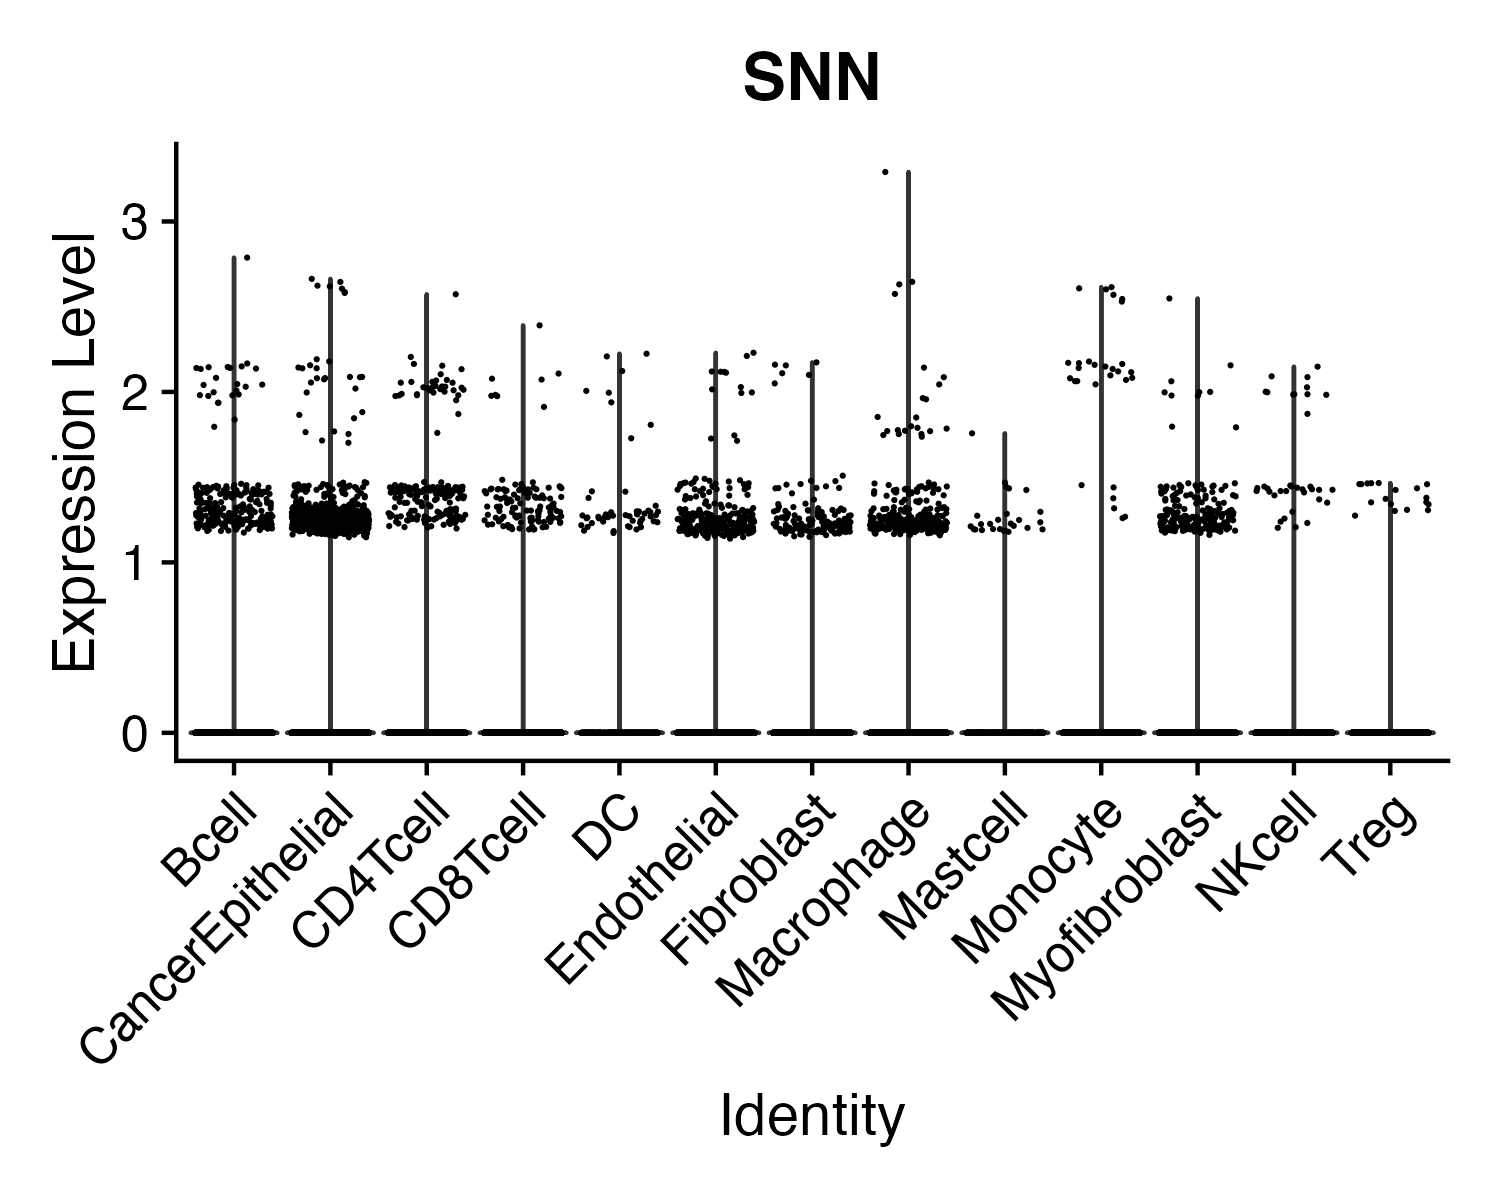 SNN
Expression Level
3
2
1
0
Bcell
CancerEpithelial
CD4Tcell
CD8Tcell
DC
Endothelial
Fibroblast
Macrophage
Mastcell
Monocyte
Myofibroblast
NKcell
Treg
Identity